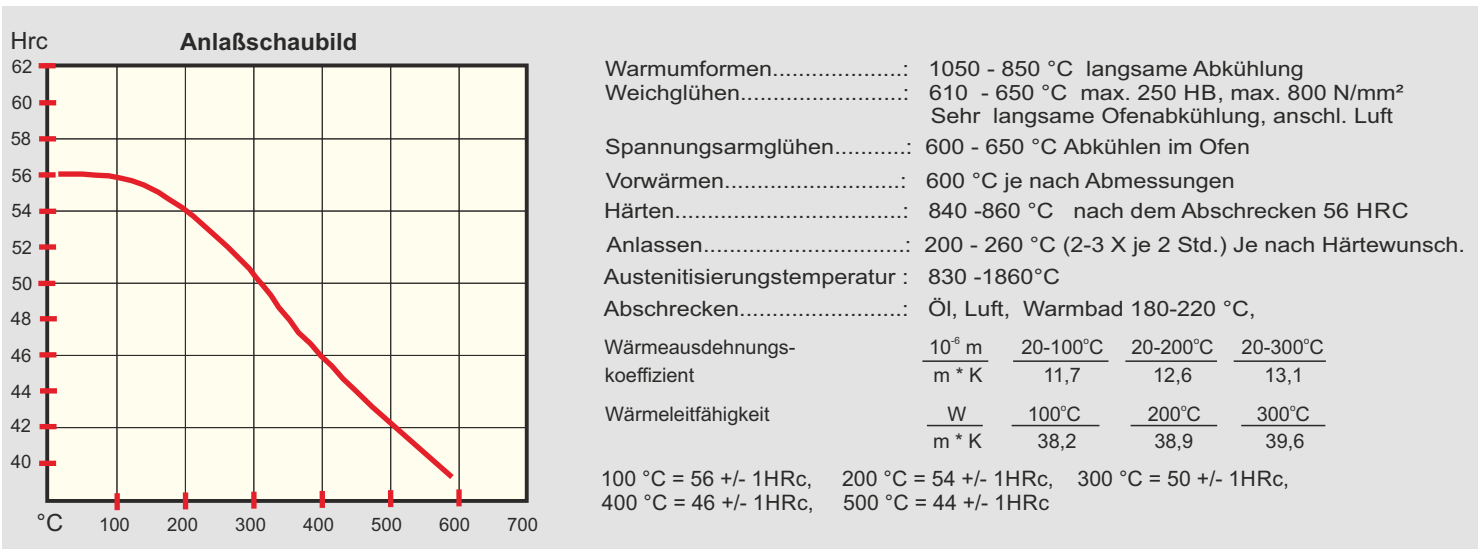 Hrc
Anlaßschaubild
62
60
58
56
54
52
50
48
46
44
42
40
°C 100 200 300 400 500 600 700
Warmumformen...................: 1050 - 850 °C langsame Abkühlung
Weichglühen........................: 610 - 650 °C max. 250 HB, max. 800 N/mm²
Sehr langsame Ofenabkühlung, anschl. Luft
Spannungsarmglühen...........: 600 - 650 °C Abkühlen im Ofen
Vorwärmen..........................: 600 °C je nach Abmessungen
Härten.................................: 840 -860 °C nach dem Abschrecken 56 HRC
Anlassen.............................: 200 - 260 °C (2-3 X je 2 Std.) Je nach Härtewunsch.
Austenitisierungstemperatur : 830 -1860°C
Abschrecken........................: Öl, Luft, Warmbad 180-220 °C,
Wärmeausdehnungs- 10⁻⁶ m 20-100°C 20-200°C 20-300°C
koeffizient m * K 11,7 12,6 13,1
Wärmeleitfähigkeit W 100°C 200°C 300°C
m * K 38,2 38,9 39,6
100 °C = 56 +/- 1HRc, 200 °C = 54 +/- 1HRc, 300 °C = 50 +/- 1HRc,
400 °C = 46 +/- 1HRc, 500 °C = 44 +/- 1HRc